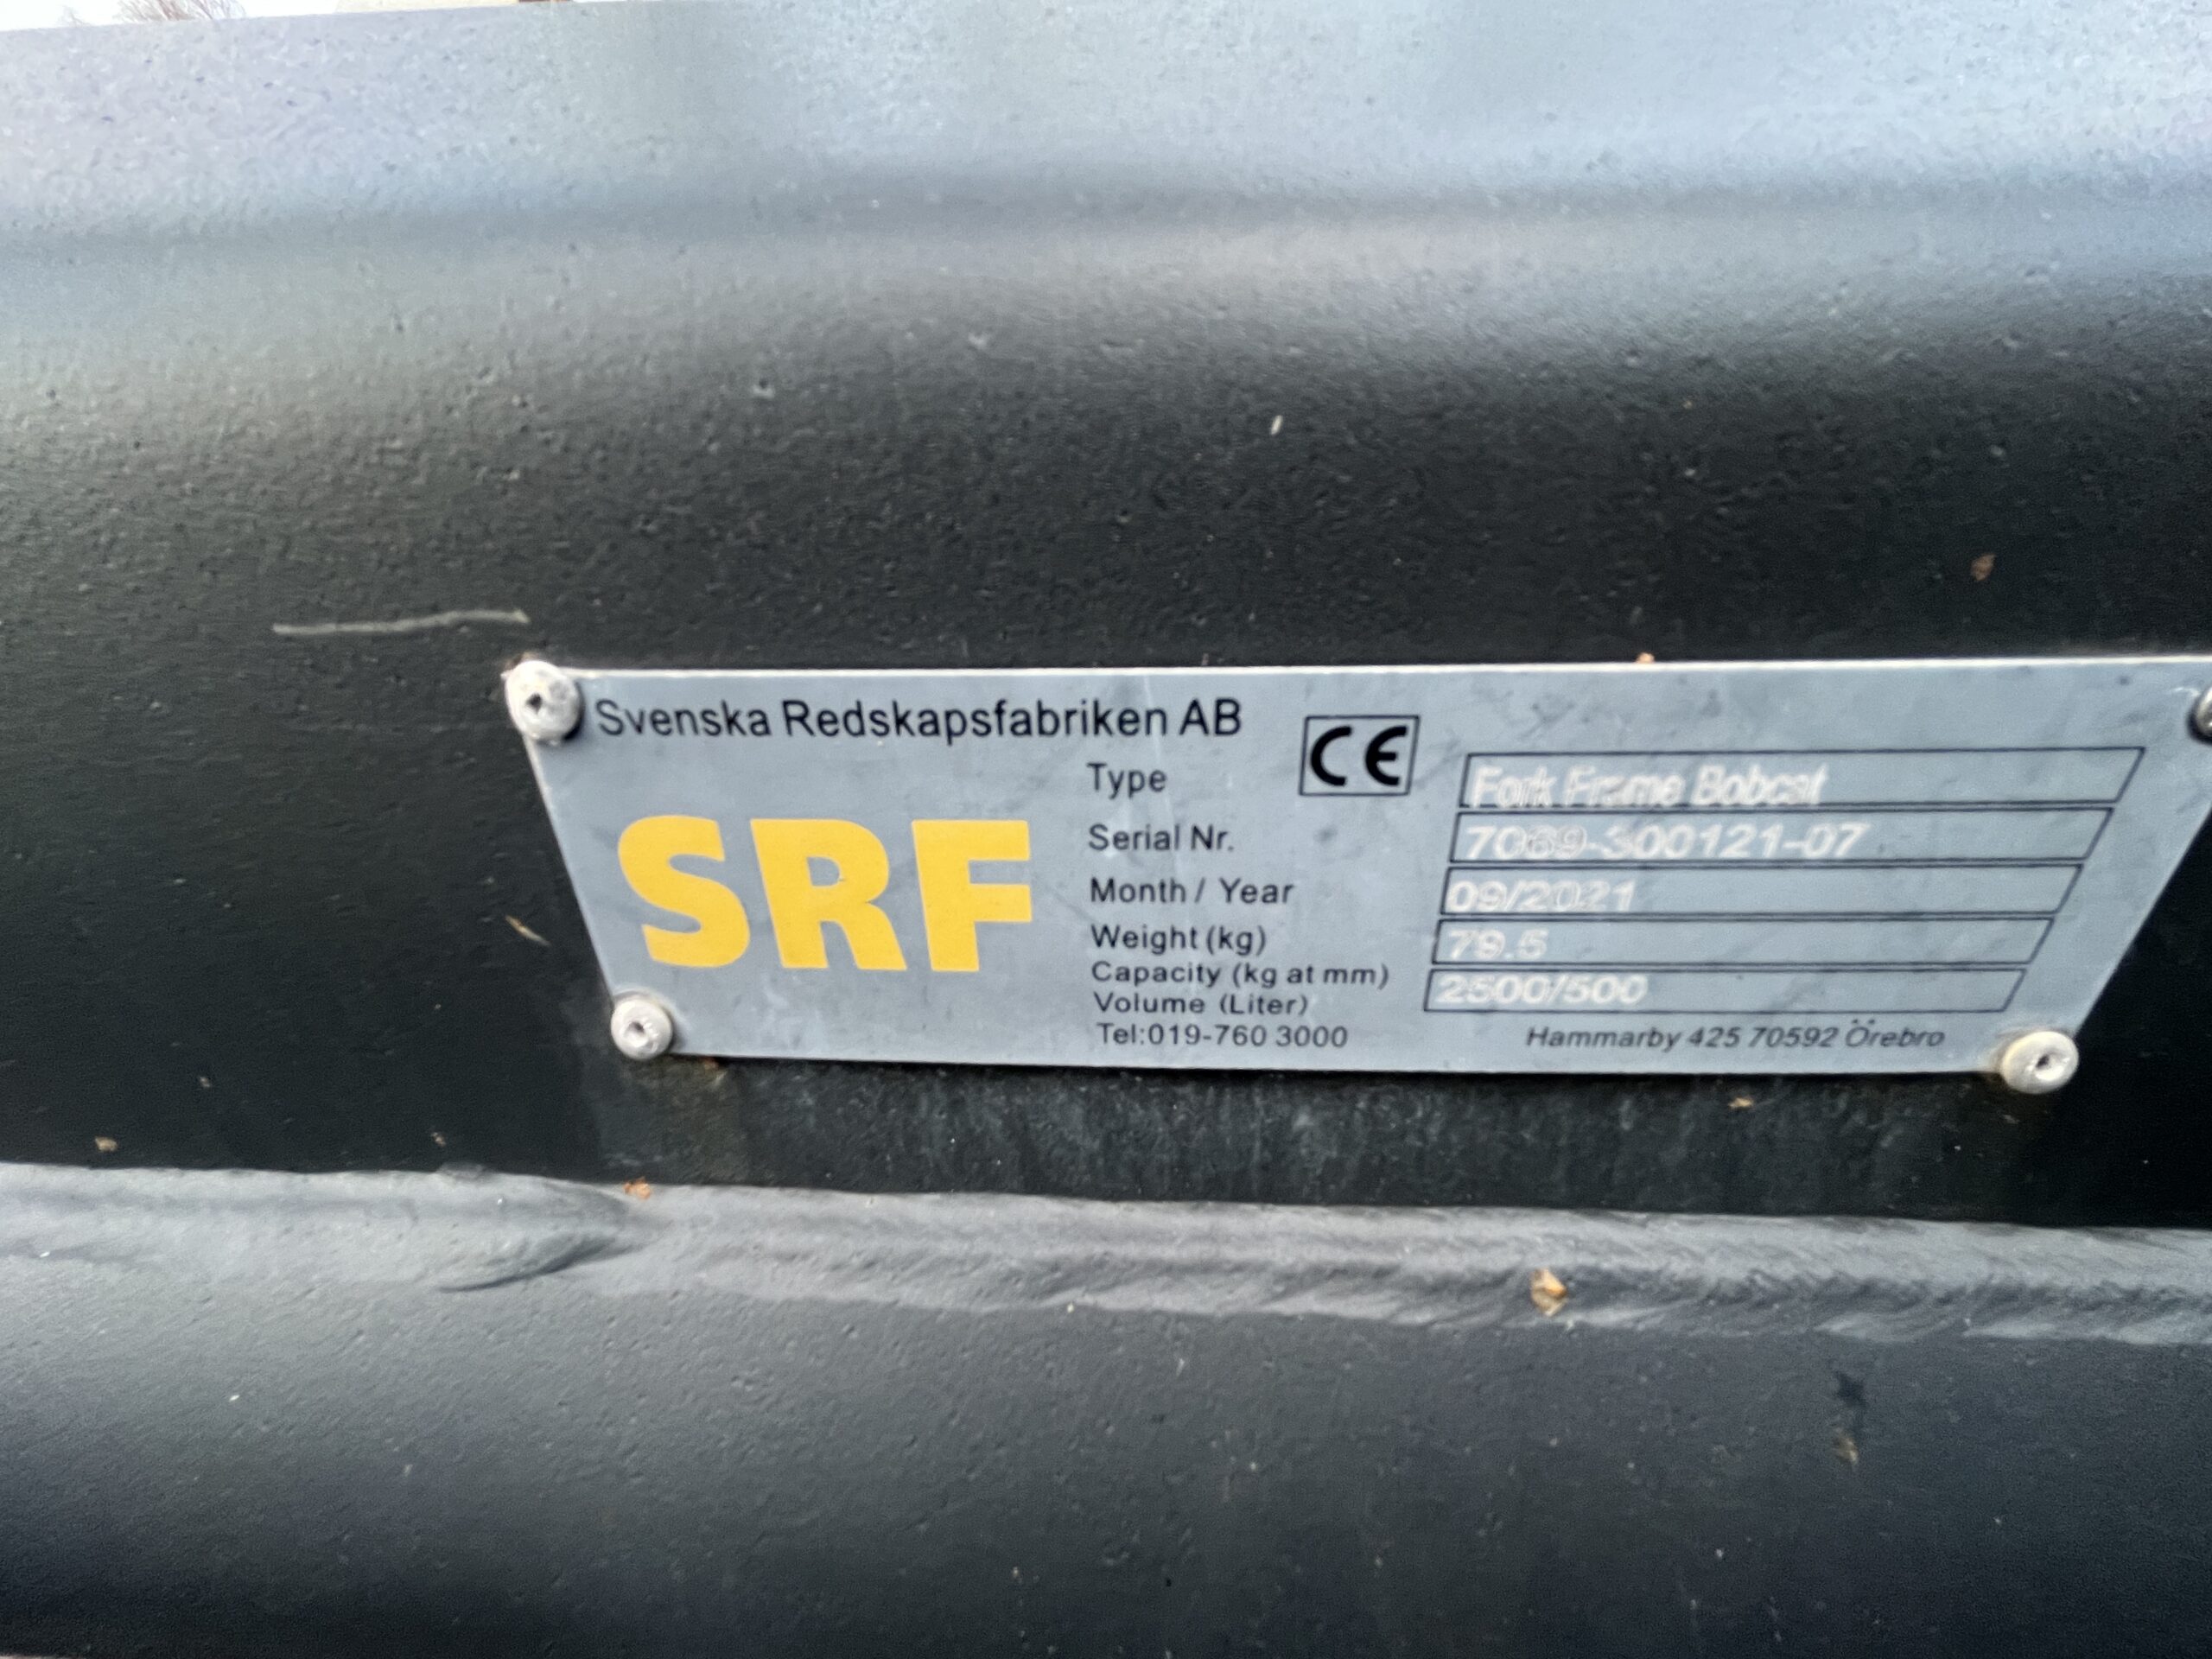 Svenska Redskapsfabriken AB
CE
SRF
Type Fork Frame Bobcat
Serial Nr. 7069-300121-07
Month / Year 09/2021
Weight (kg) 79.5
Capacity (kg at mm) 2500/500
Volume (Liter)
Tel:019-760 3000
Hammarby 425 70592 Örebro